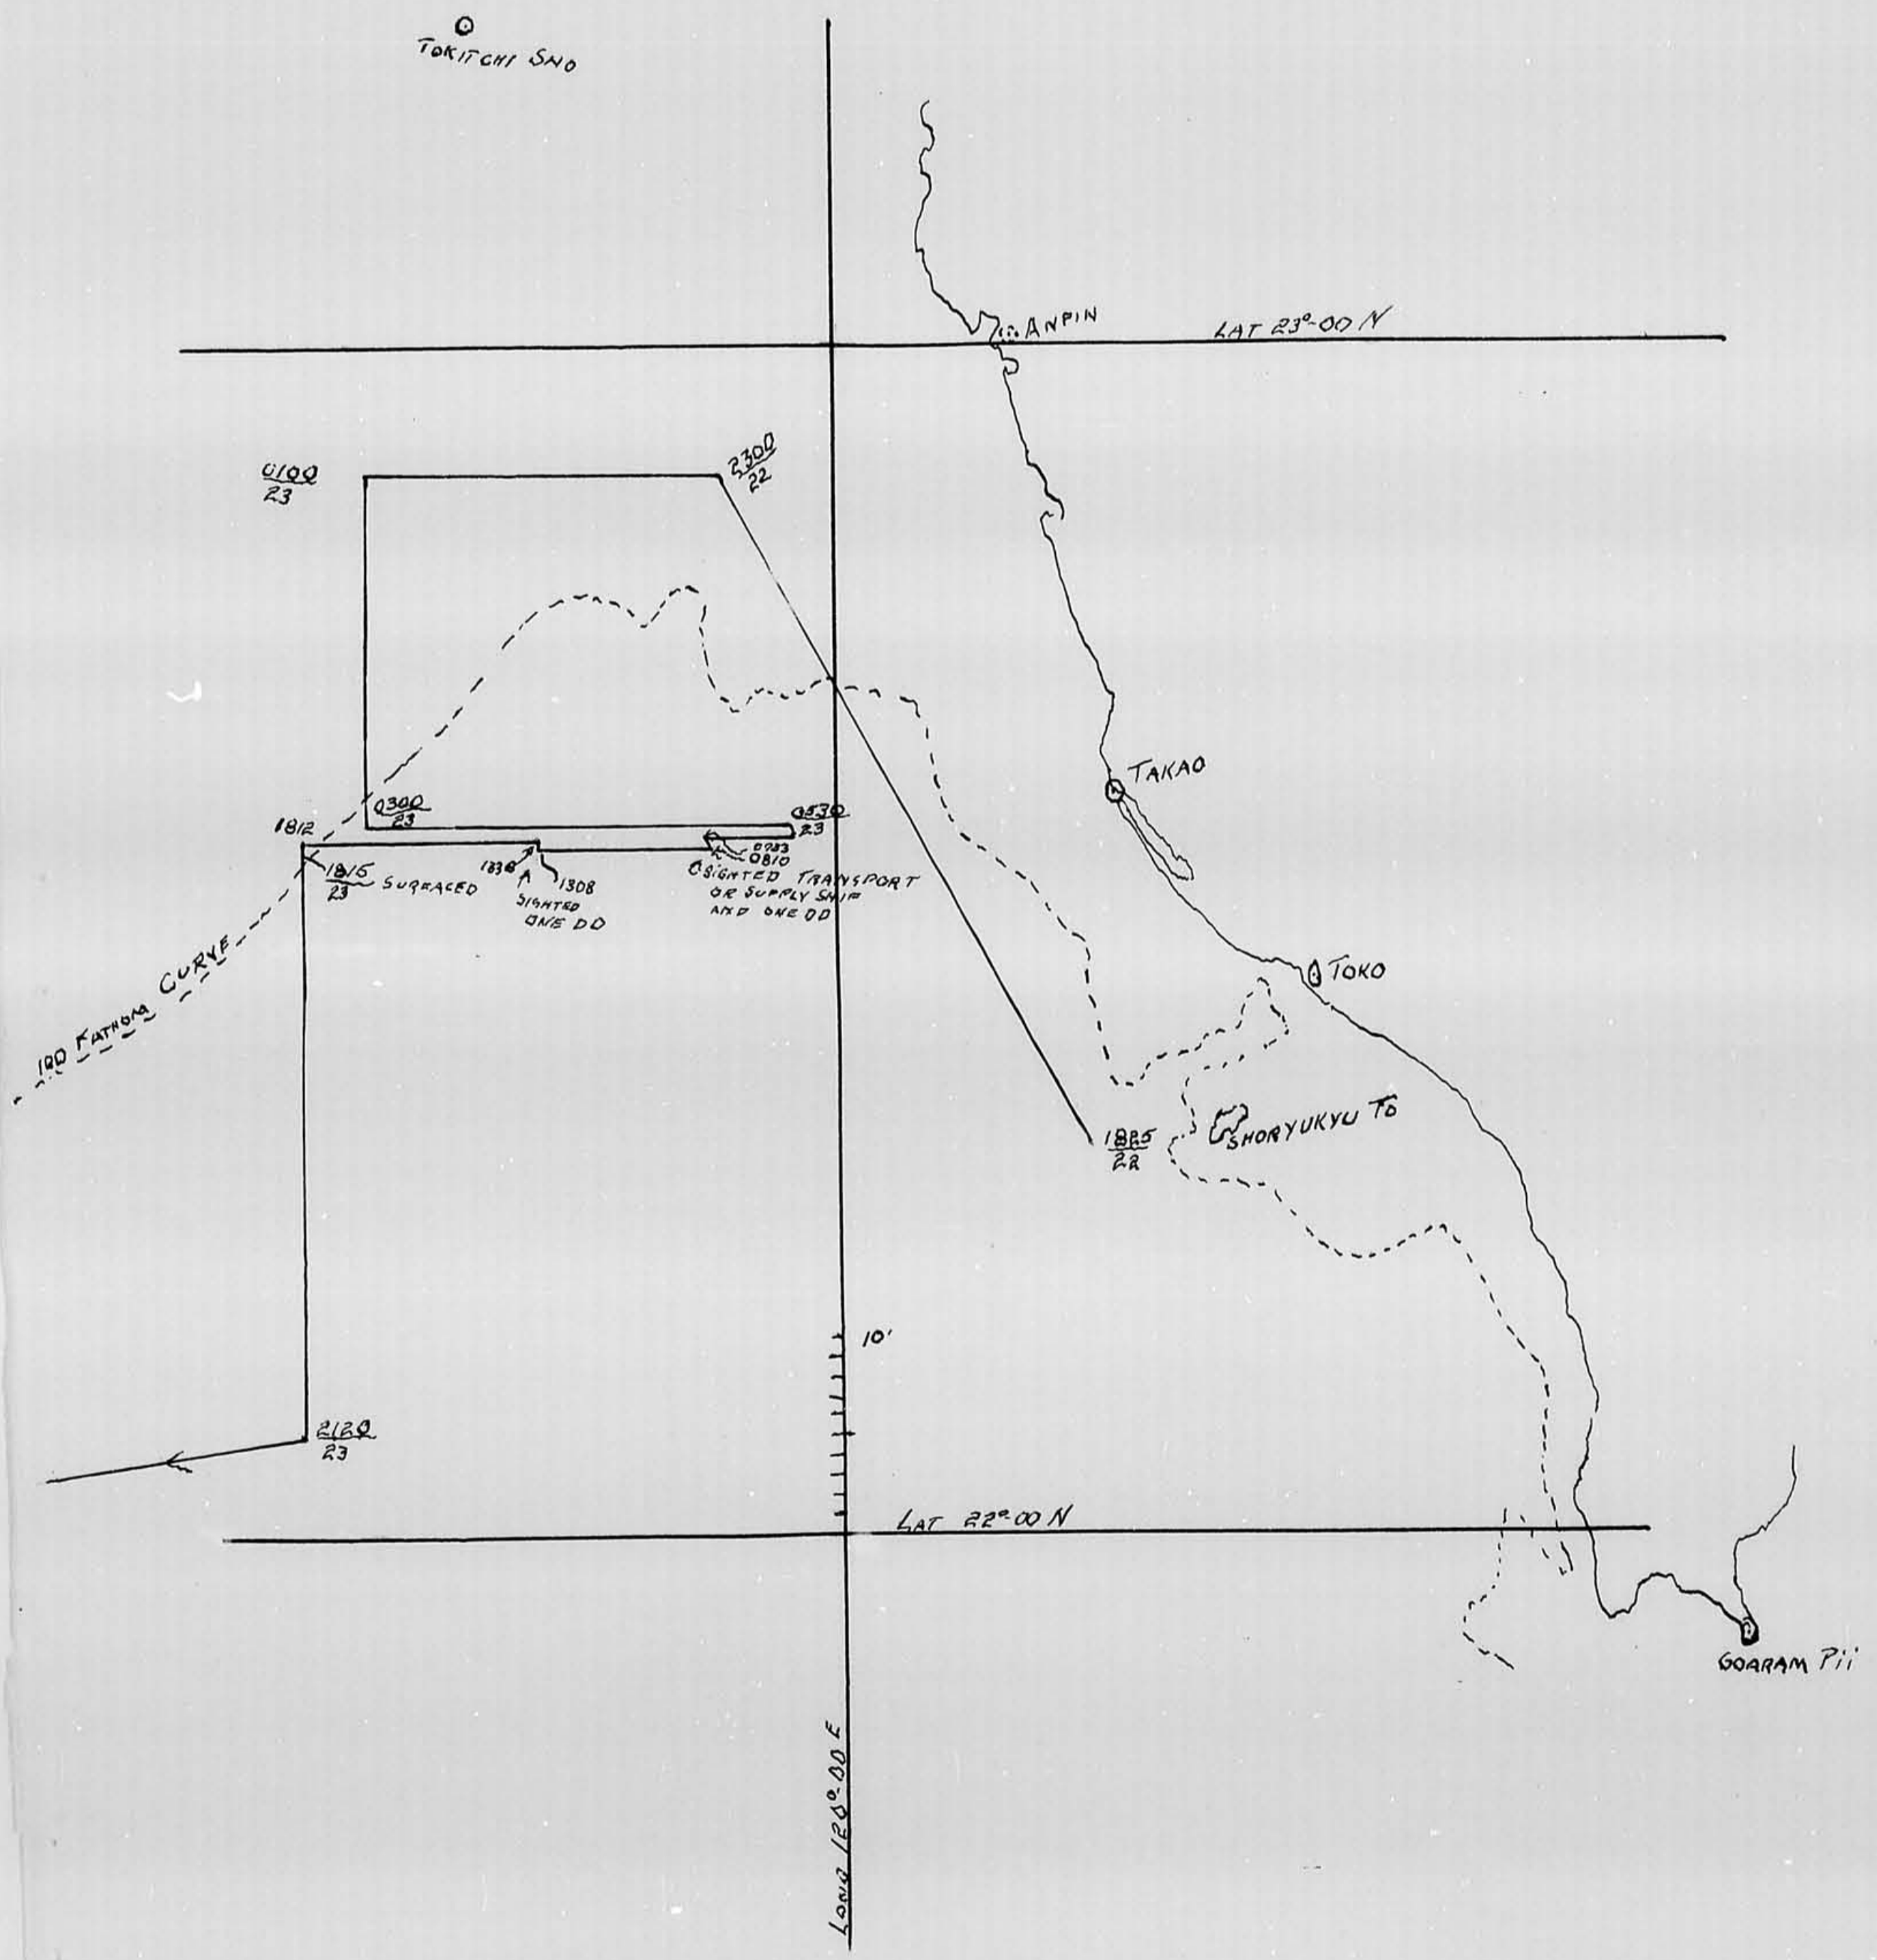 TOKITCHI SHO
ANPIN
LAT 23°-00 N
0100
23
2300
22
TAKAO
0300
23
0530
23
1812
1815
23
SURFACED
1308
SIGHTED
ONE DD
0810
SIGHTED TRANSPORT
OR SUPPLY SHIP
AND ONE DD
100 FATHOM CURVE
TOKO
SHORYUKYU TO
1825
22
10'
2120
23
LAT 22°-00 N
GOARAM Pii
LONG 120°-00 E